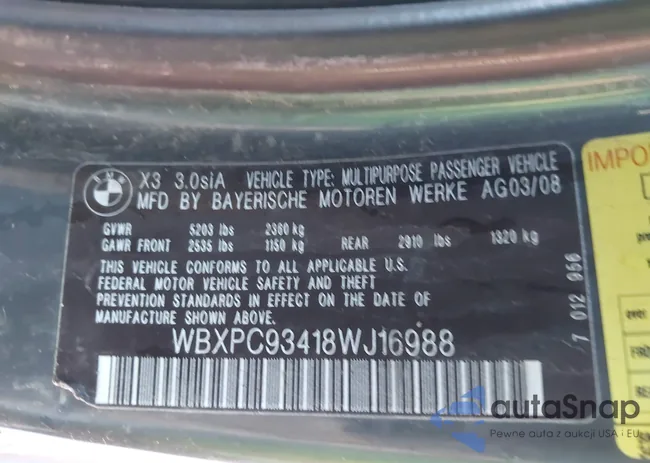 X3 3.0siA VEHICLE TYPE: MULTIPURPOSE PASSENGER VEHICLE
MFD BY BAYERISCHE MOTOREN WERKE AG03/08
GVWR 5203 lbs 2360 kg
GAWR FRONT 2535 lbs 1150 kg REAR 2910 lbs 1320 kg
THIS VEHICLE CONFORMS TO ALL APPLICABLE U.S.
FEDERAL MOTOR VEHICLE SAFETY AND THEFT
PREVENTION STANDARDS IN EFFECT ON THE DATE
OF MANUFACTURE SHOWN ABOVE.
WBXPC93418WJ16988
7 012 956
IMPO
autaSnap
Pewne auta z aukcji USA i EU